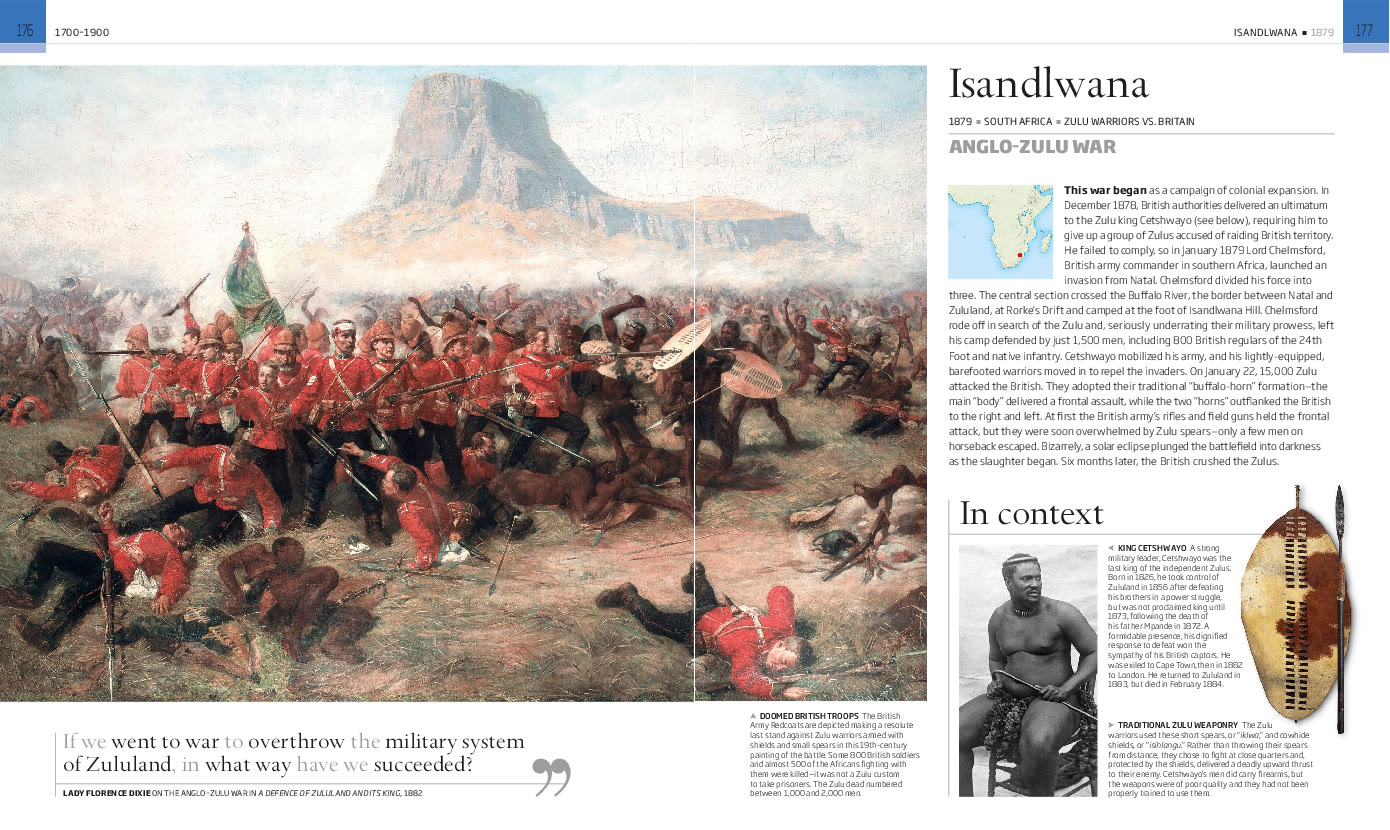 176
1700–1900
ISANDLWANA ■ 1879
177
Isandlwana
1879 ■ SOUTH AFRICA ■ ZULU WARRIORS VS. BRITAIN
ANGLO-ZULU WAR
This war began as a campaign of colonial expansion. In
December 1878, British authorities delivered an ultimatum
to the Zulu king Cetshwayo (see below), requiring him to
give up a group of Zulus accused of raiding British territory.
He failed to comply, so in January 1879 Lord Chelmsford,
British army commander in southern Africa, launched an
invasion from Natal. Chelmsford divided his force into
three. The central section crossed the Buffalo River, the border between Natal and
Zululand, at Rorke's Drift and camped at the foot of Isandlwana Hill. Chelmsford
rode off in search of the Zulu and, seriously underrating their military prowess, left
his camp defended by just 1,500 men, including 800 British regulars of the 24th
Foot and native infantry. Cetshwayo mobilized his army, and his lightly-equipped,
barefooted warriors moved in to repel the invaders. On January 22, 15,000 Zulu
attacked the British. They adopted their traditional "buffalo-horn" formation—the
main "body" delivered a frontal assault, while the two "horns" outflanked the British
to the right and left. At first the British army's rifles and field guns held the frontal
attack, but they were soon overwhelmed by Zulu spears—only a few men on
horseback escaped. Bizarrely, a solar eclipse plunged the battlefield into darkness
as the slaughter began. Six months later, the British crushed the Zulus.
In context
◄ KING CETSHWAYO A strong
military leader, Cetshwayo was the
last king of the independent Zulus.
Born in 1826, he took control of
Zululand in 1856 after defeating
his brothers in a power struggle,
but was not proclaimed king until
1873, following the death of
his father Mpande in 1872. A
formidable presence, his dignified
response to defeat won the
sympathy of his British captors. He
was exiled to Cape Town, then in 1882
to London. He returned to Zululand in
1883, but died in February 1884.
► TRADITIONAL ZULU WEAPONRY The Zulu
warriors used these short spears, or "iklwa," and cowhide
shields, or "isihlangu." Rather than throwing their spears
from distance, they chose to fight at close quarters and,
protected by the shields, delivered a deadly upward thrust
to their enemy. Cetshwayo's men did carry firearms, but
the weapons were of poor quality and they had not been
properly trained to use them.
▲ DOOMED BRITISH TROOPS The British
Army Redcoats are depicted making a resolute
last stand against Zulu warriors armed with
shields and small spears in this 19th-century
painting of the battle. Some 800 British soldiers
and almost 500 of the Africans fighting with
them were killed—it was not a Zulu custom
to take prisoners. The Zulu dead numbered
between 1,000 and 2,000 men.
If we went to war to overthrow the military system
of Zululand, in what way have we succeeded?
”
LADY FLORENCE DIXIE ON THE ANGLO-ZULU WAR IN A DEFENCE OF ZULULAND AND ITS KING, 1882